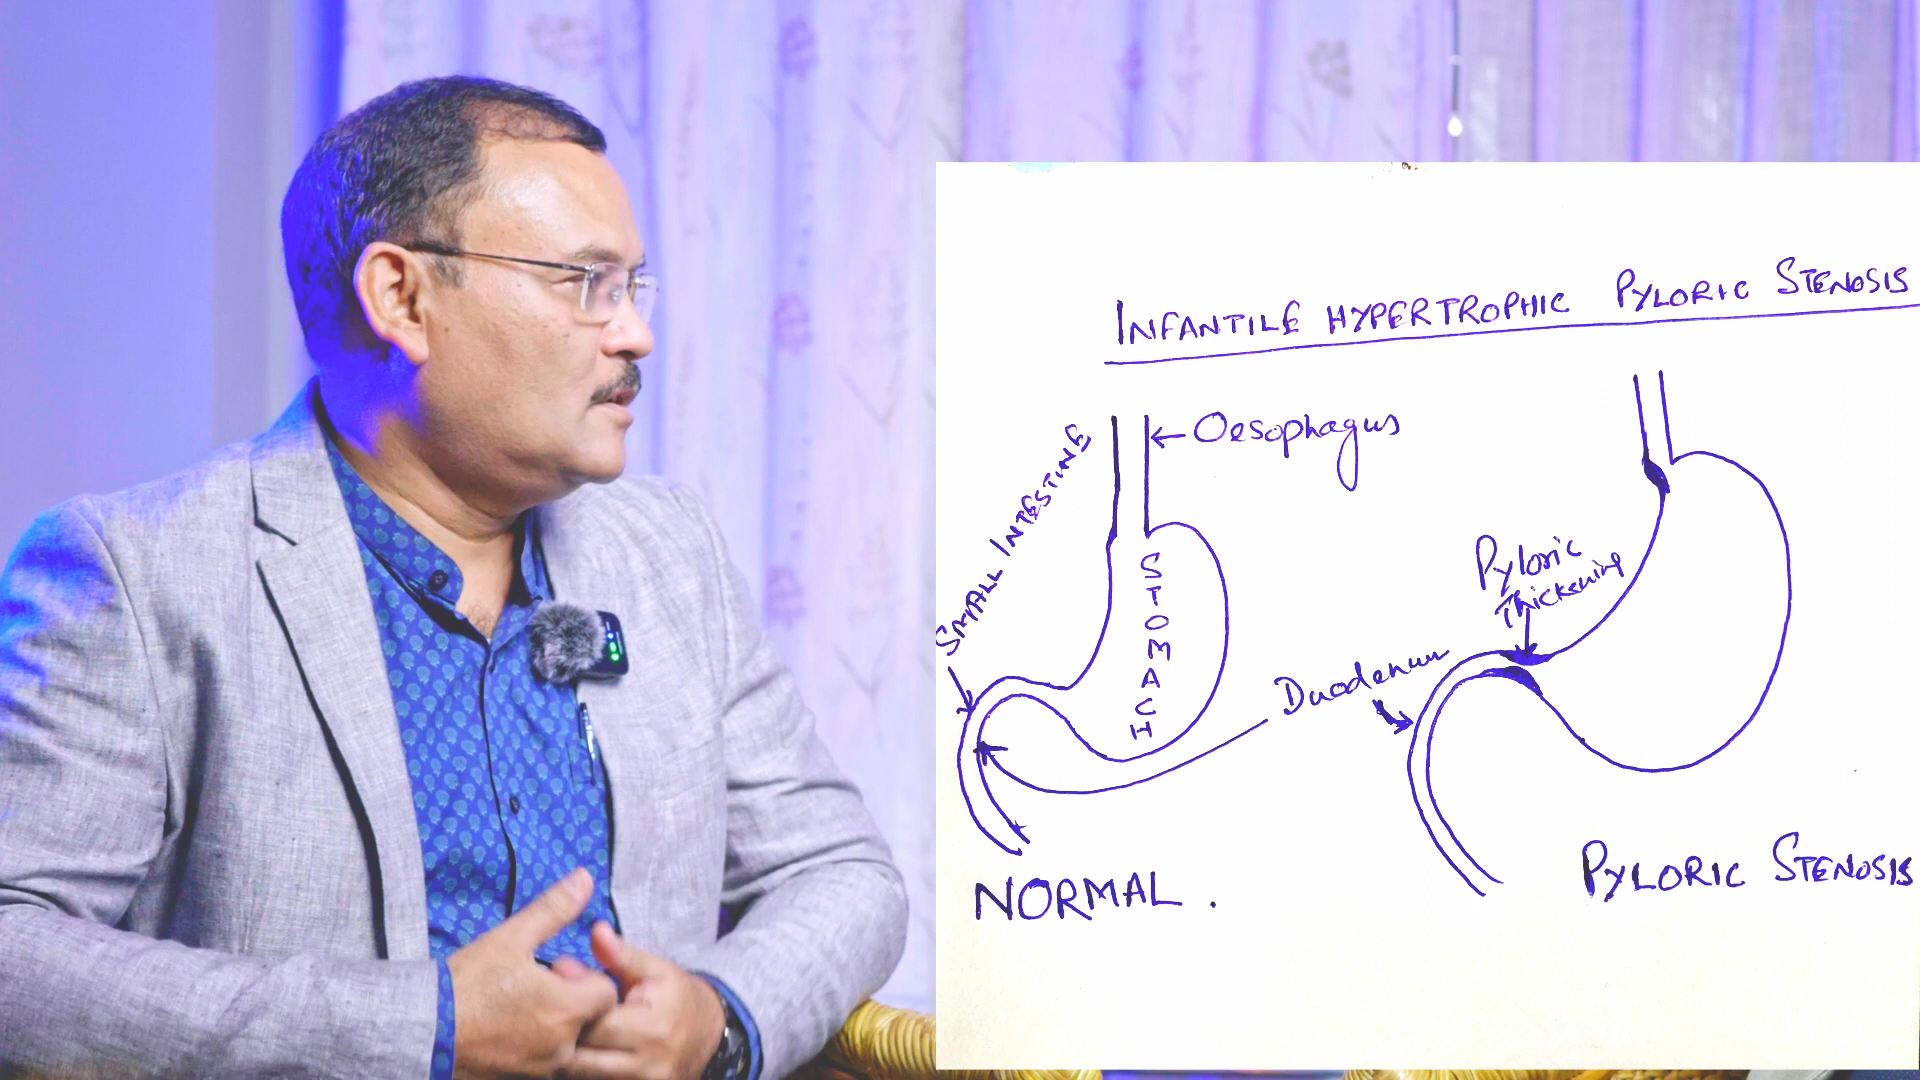 INFANTILE HYPERTROPHIC PYLORIC STENOSIS
Oesophagus
SMALL INTESTINE
STOMACH
Pyloric
Thickening
Duodenum
NORMAL .
PYLORIC STENOSIS